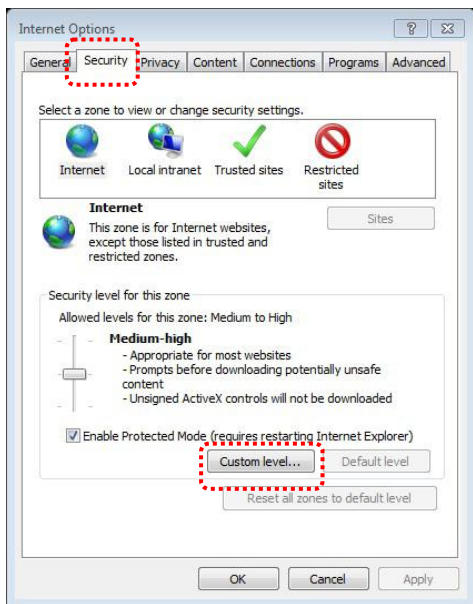 Internet Options
General Security Privacy Content Connections Programs Advanced
Select a zone to view or change security settings.
Internet Local intranet Trusted sites Restricted
sites
Internet
Sites
This zone is for Internet websites,
except those listed in trusted and
restricted zones.
Security level for this zone
Allowed levels for this zone: Medium to High
Medium-high
- Appropriate for most websites
- Prompts before downloading potentially unsafe
content
- Unsigned ActiveX controls will not be downloaded
Enable Protected Mode (requires restarting Internet Explorer)
Custom level... Default level
Reset all zones to default level
OK Cancel Apply